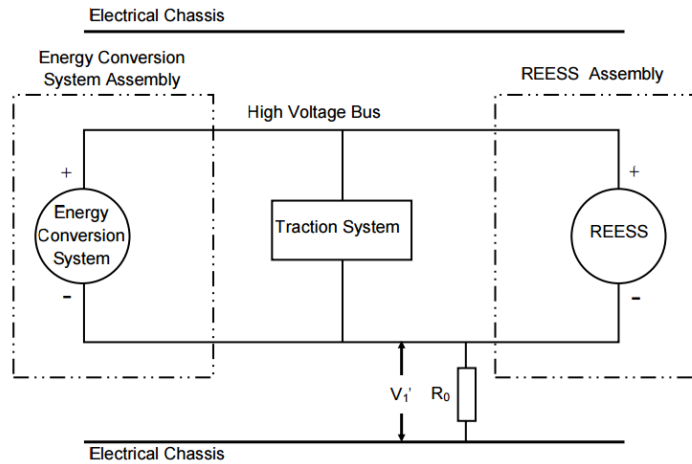 Electrical Chassis
Energy Conversion
System Assembly
REESS Assembly
High Voltage Bus
+
+
Energy
Conversion
System
Traction System
REESS
-
-
V₁'
R₀
Electrical Chassis